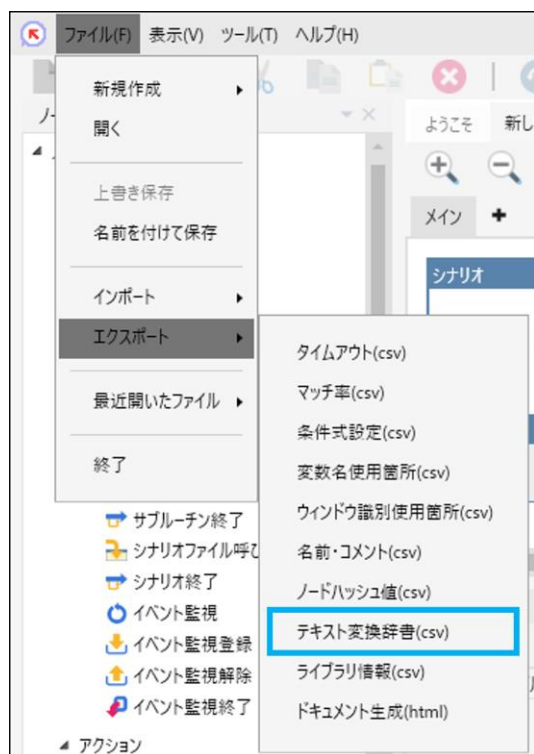 ファイル(F) 表示(V) ツール(T) ヘルプ(H)
新規作成
開く
上書き保存
名前を付けて保存
インポート
エクスポート
最近開いたファイル
終了
ようこそ 新し
メイン
シナリオ
タイムアウト(csv)
マッチ率(csv)
条件式設定(csv)
変数名使用箇所(csv)
ウィンドウ識別使用箇所(csv)
名前・コメント(csv)
ノードハッシュ値(csv)
テキスト変換辞書(csv)
ライブラリ情報(csv)
ドキュメント生成(html)
サブルーチン終了
シナリオファイル呼び
シナリオ終了
イベント監視
イベント監視登録
イベント監視解除
イベント監視終了
アクション